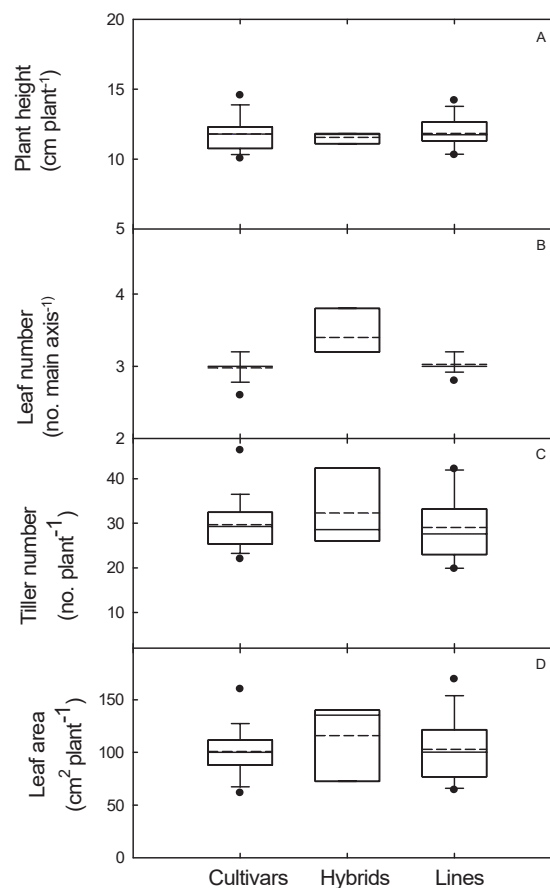 20
A
15
10
5
Plant height
(cm plant⁻¹)
B
4
3
2
Leaf number
(no. main axis⁻¹⁾
C
40
30
20
10
Tiller number
(no. plant⁻¹)
D
150
100
50
0
Leaf area
(cm² plant⁻¹)
Cultivars Hybrids Lines